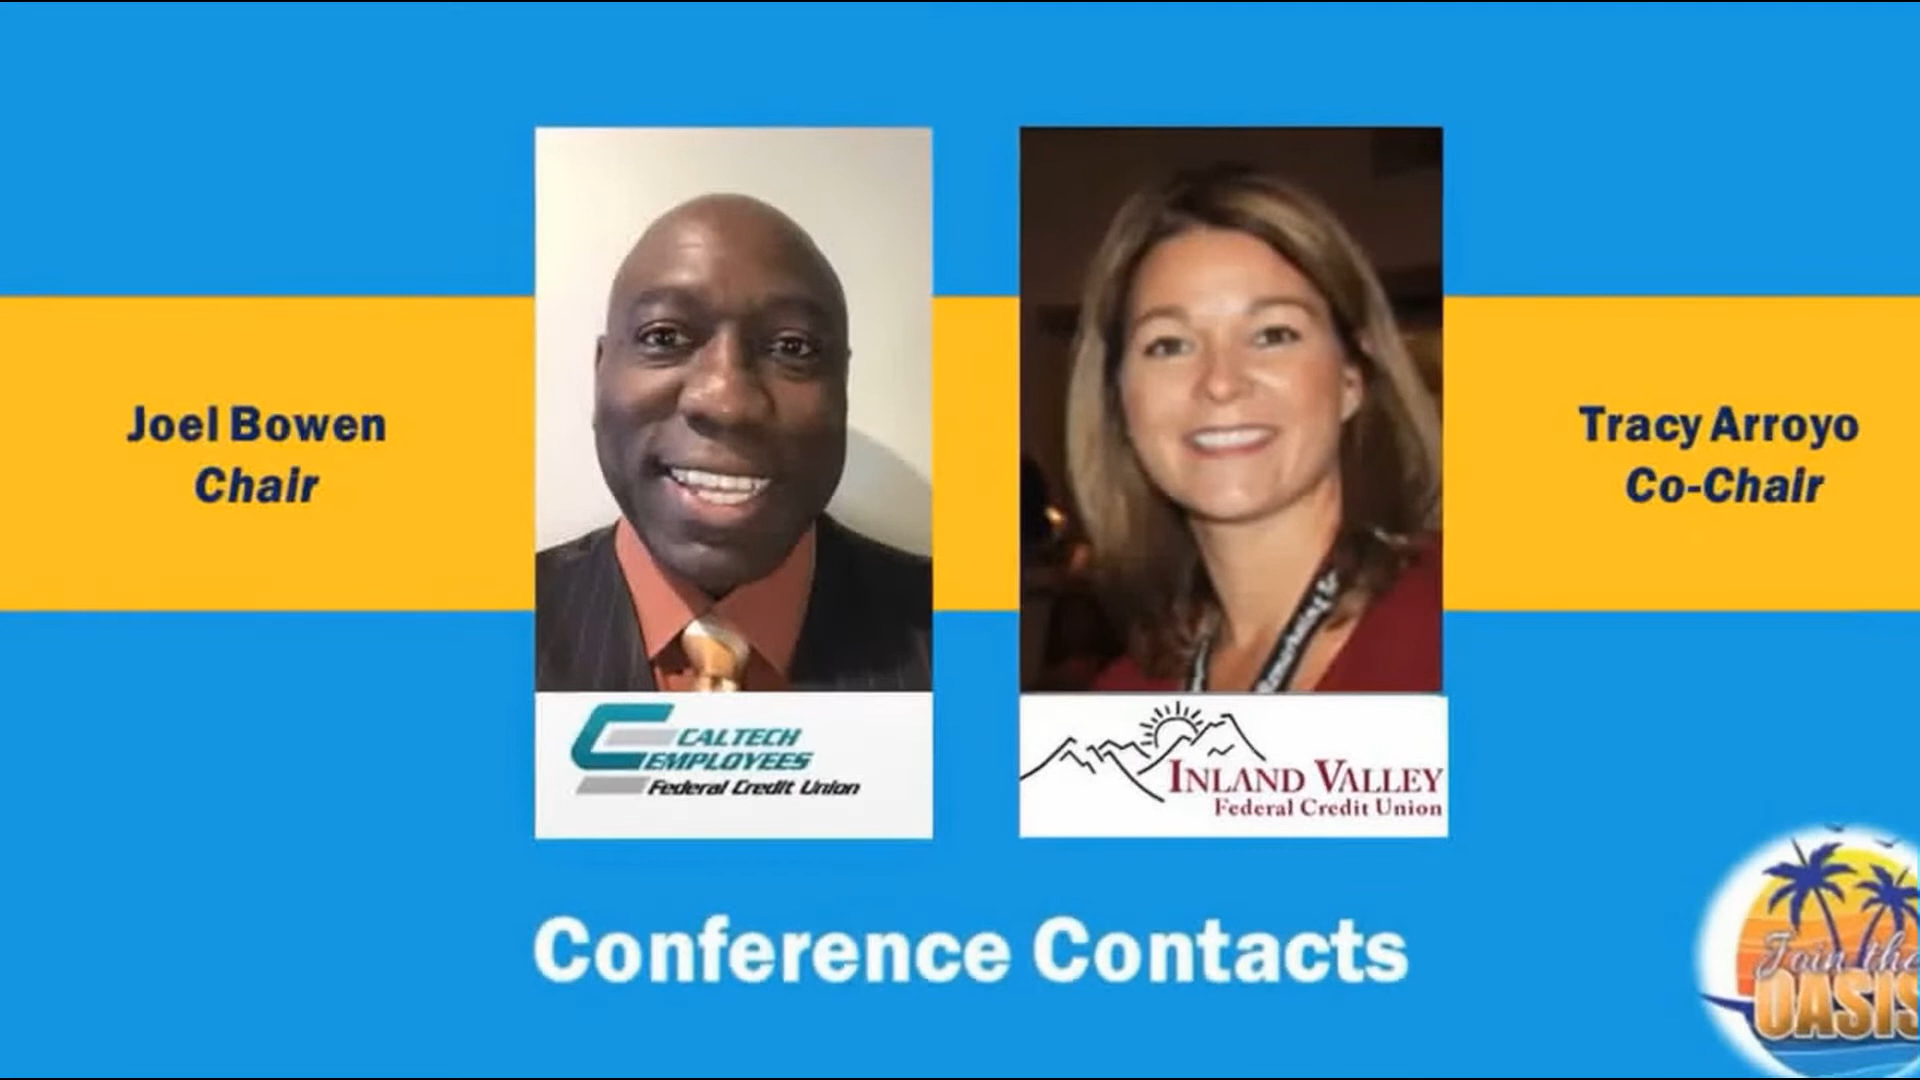 Joel Bowen
Chair
Tracy Arroyo
Co-Chair
CALTECH
EMPLOYEES
Federal Credit Union
INLAND VALLEY
Federal Credit Union
Conference Contacts
Join the
OASIS